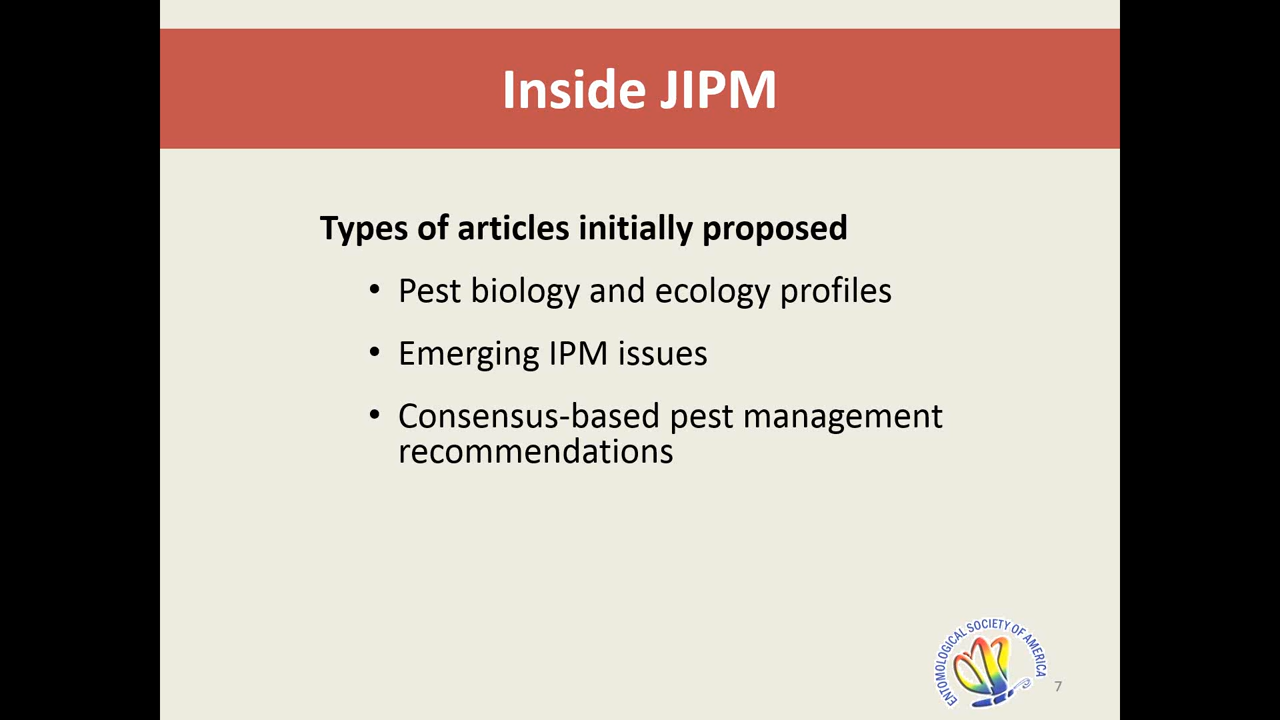 Inside JIPM
Types of articles initially proposed
• Pest biology and ecology profiles
• Emerging IPM issues
• Consensus-based pest management
recommendations
ENTOMOLOGICAL SOCIETY OF AMERICA
7